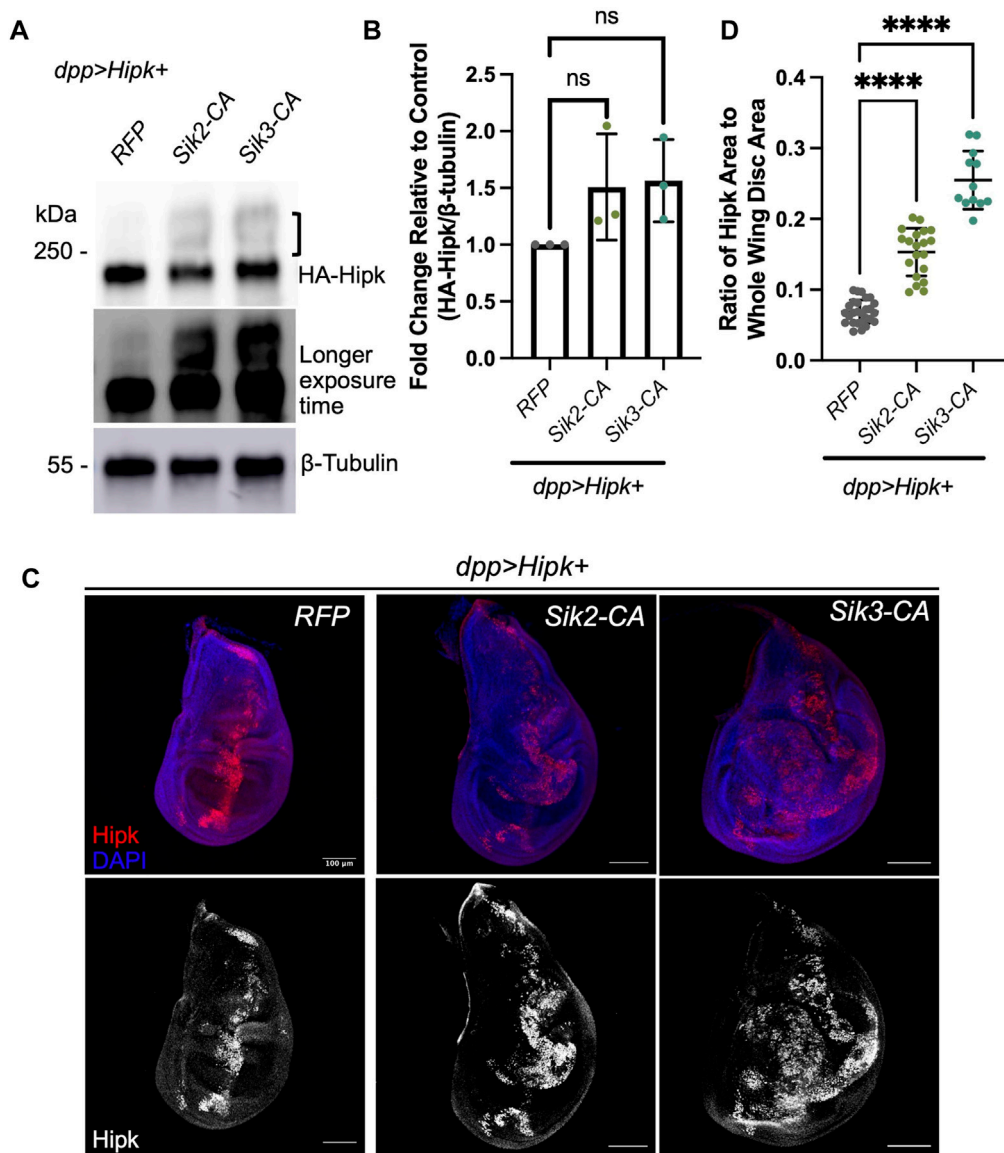 A
dpp>Hipk+
RFP
Sik2-CA
Sik3-CA
kDa
250 -
HA-Hipk
Longer
exposure
time
55 -
β-Tubulin
B
ns
ns
Fold Change Relative to Control
(HA-Hipk/β-tubulin)
2.5
2.0
1.5
1.0
0.5
0.0
RFP
Sik2-CA
Sik3-CA
dpp>Hipk+
D
****
****
Ratio of Hipk Area to
Whole Wing Disc Area
0.4
0.3
0.2
0.1
0.0
RFP
Sik2-CA
Sik3-CA
dpp>Hipk+
C
dpp>Hipk+
RFP
Sik2-CA
Sik3-CA
Hipk
DAPI
100 μm
Hipk